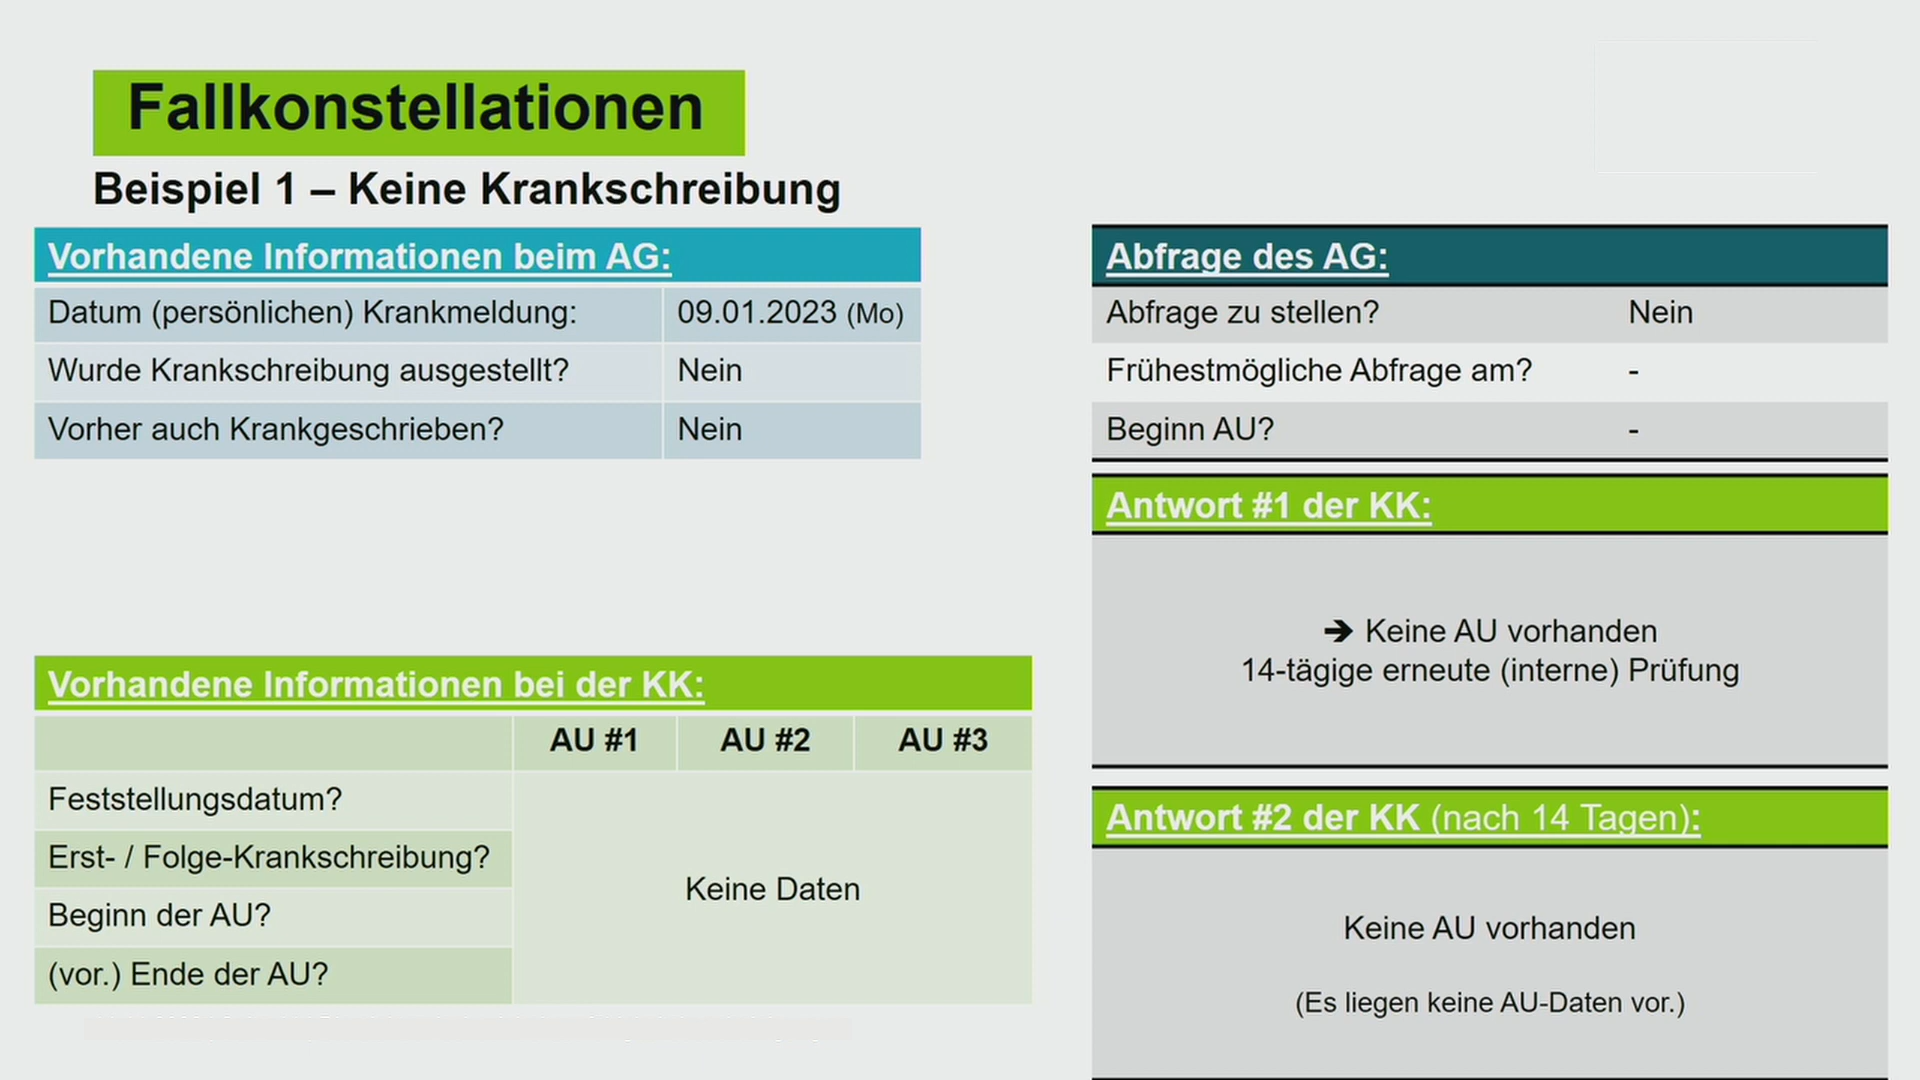 Fallkonstellationen
Beispiel 1 – Keine Krankschreibung
Vorhandene Informationen beim AG:
Datum (persönlichen) Krankmeldung: 09.01.2023 (Mo)
Wurde Krankschreibung ausgestellt? Nein
Vorher auch Krankgeschrieben? Nein
Vorhandene Informationen bei der KK:
AU #1 AU #2 AU #3
Feststellungsdatum?
Erst- / Folge-Krankschreibung?
Keine Daten
Beginn der AU?
(vor.) Ende der AU?
Abfrage des AG:
Abfrage zu stellen? Nein
Frühestmögliche Abfrage am? -
Beginn AU? -
Antwort #1 der KK:
➔ Keine AU vorhanden
14-tägige erneute (interne) Prüfung
Antwort #2 der KK (nach 14 Tagen):
Keine AU vorhanden
(Es liegen keine AU-Daten vor.)